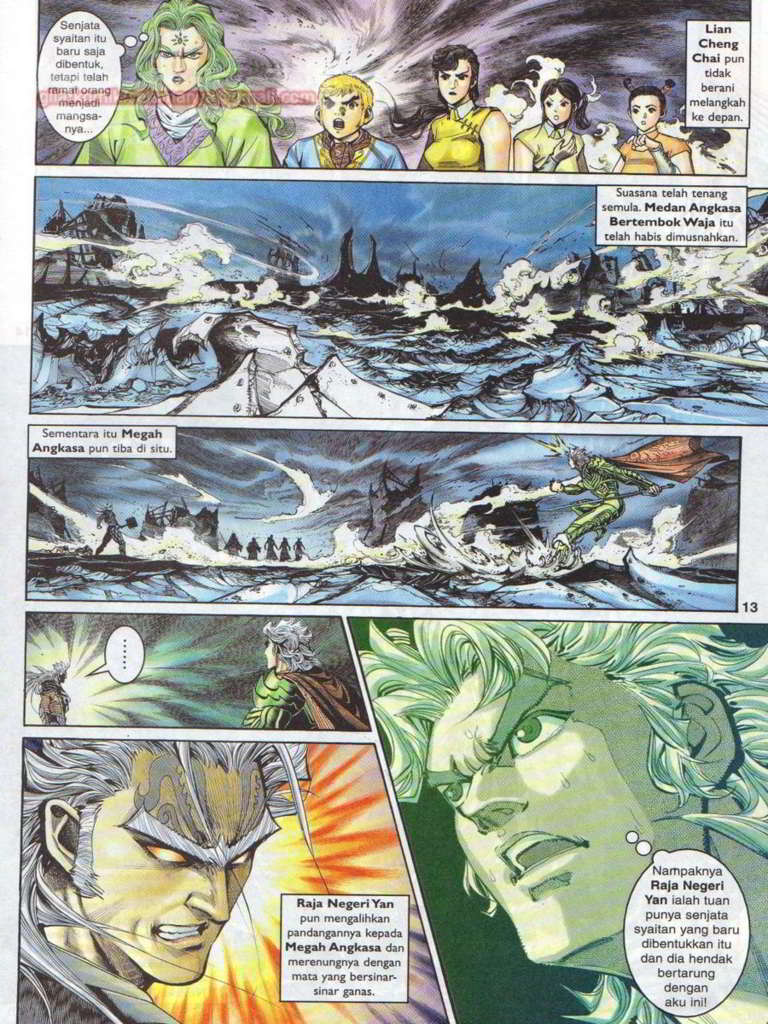 Senjata
syaitan itu
baru saja
dibentuk,
tetapi telah
ramai orang
menjadi
mangsa-
nya...
Lian
Cheng
Chai pun
tidak
berani
melangkah
ke depan.
Suasana telah tenang
semula. Medan Angkasa
Bertembok Waja itu
telah habis dimusnahkan.
Sementara itu Megah
Angkasa pun tiba di situ.
13
......
Raja Negeri Yan
pun mengalihkan
pandangannya kepada
Megah Angkasa dan
merenungnya dengan
mata yang bersinar-
sinar ganas.
Nampaknya
Raja Negeri
Yan ialah tuan
punya senjata
syaitan yang baru
dibentukkan itu
dan dia hendak
bertarung
dengan
aku ini!